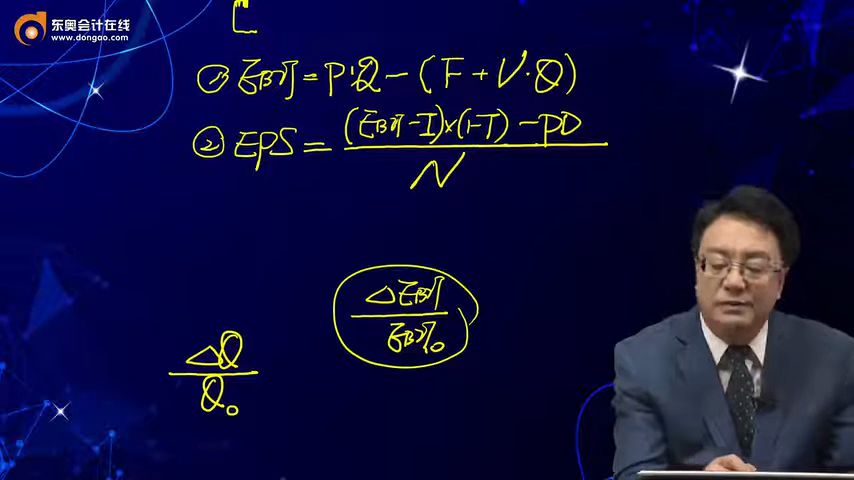 东奥会计在线
www.dongao.com
① EBIT = P·Q - (F + V·Q)
② EPS = (EBIT - I)×(1-T) - PD
N
ΔEBIT
EBIT₀
ΔQ
Q₀